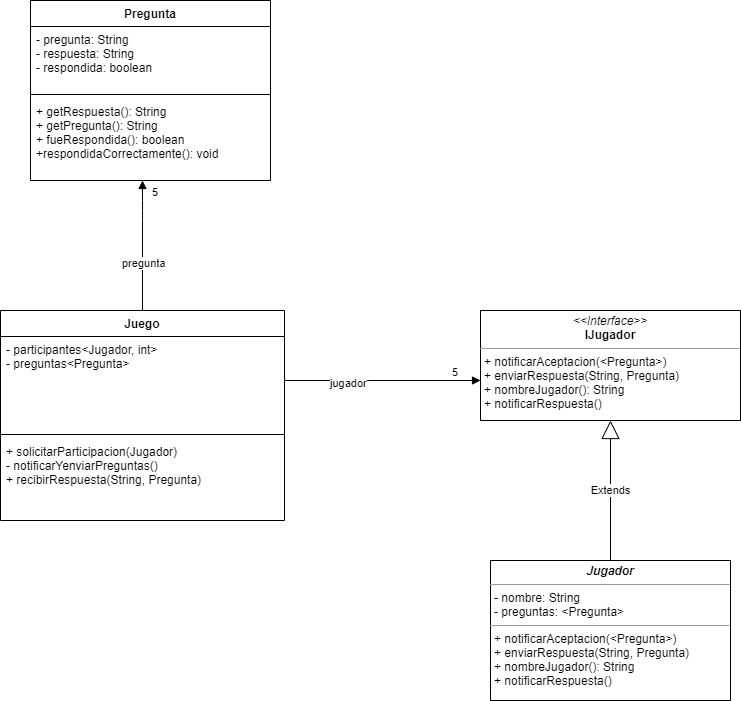 Pregunta
- pregunta: String
- respuesta: String
- respondida: boolean
+ getRespuesta(): String
+ getPregunta(): String
+ fueRespondida(): boolean
+respondidaCorrectamente(): void
5
pregunta
Juego
- participantes<Jugador, int>
- preguntas<Pregunta>
+ solicitarParticipacion(Jugador)
- notificarYenviarPreguntas()
+ recibirRespuesta(String, Pregunta)
jugador
5
<<Interface>>
IJugador
+ notificarAceptacion(<Pregunta>)
+ enviarRespuesta(String, Pregunta)
+ nombreJugador(): String
+ notificarRespuesta()
Extends
Jugador
- nombre: String
- preguntas: <Pregunta>
+ notificarAceptacion(<Pregunta>)
+ enviarRespuesta(String, Pregunta)
+ nombreJugador(): String
+ notificarRespuesta()